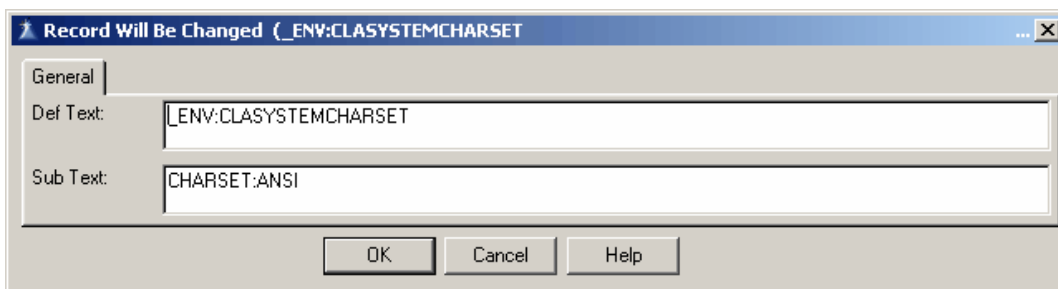 Record Will Be Changed (_ENV:CLASYSTEMCHARSET ...
General
Def Text: _ENV:CLASYSTEMCHARSET
Sub Text: CHARSET:ANSI
OK Cancel Help